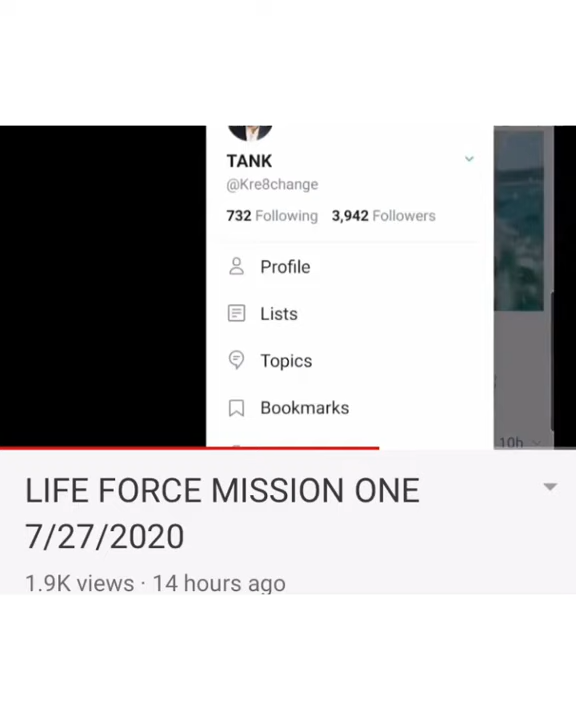 TANK
@Kre8change
732 Following 3,942 Followers
Profile
Lists
Topics
Bookmarks
10h
LIFE FORCE MISSION ONE
7/27/2020
1.9K views · 14 hours ago